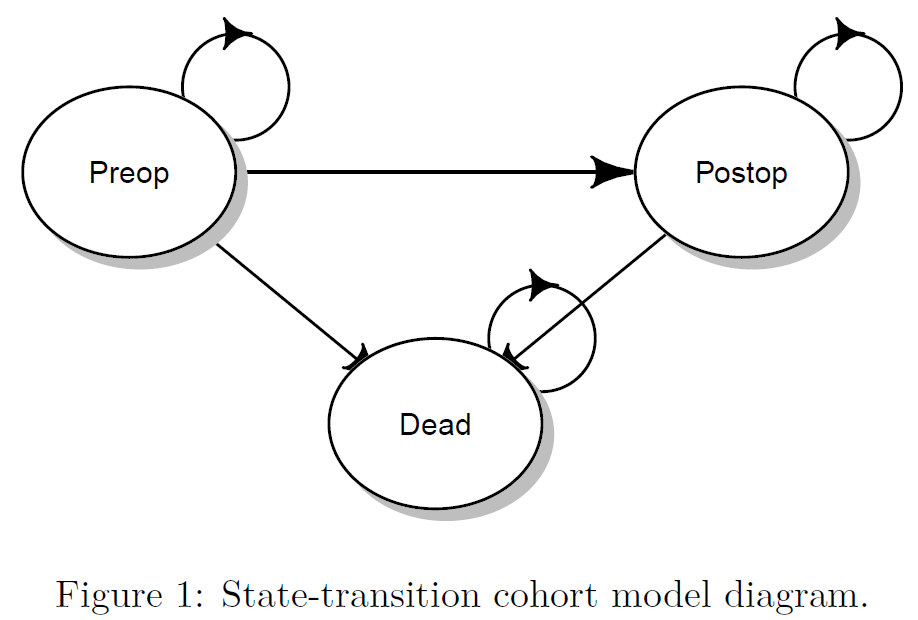 Preop
Postop
Dead
Figure 1: State-transition cohort model diagram.